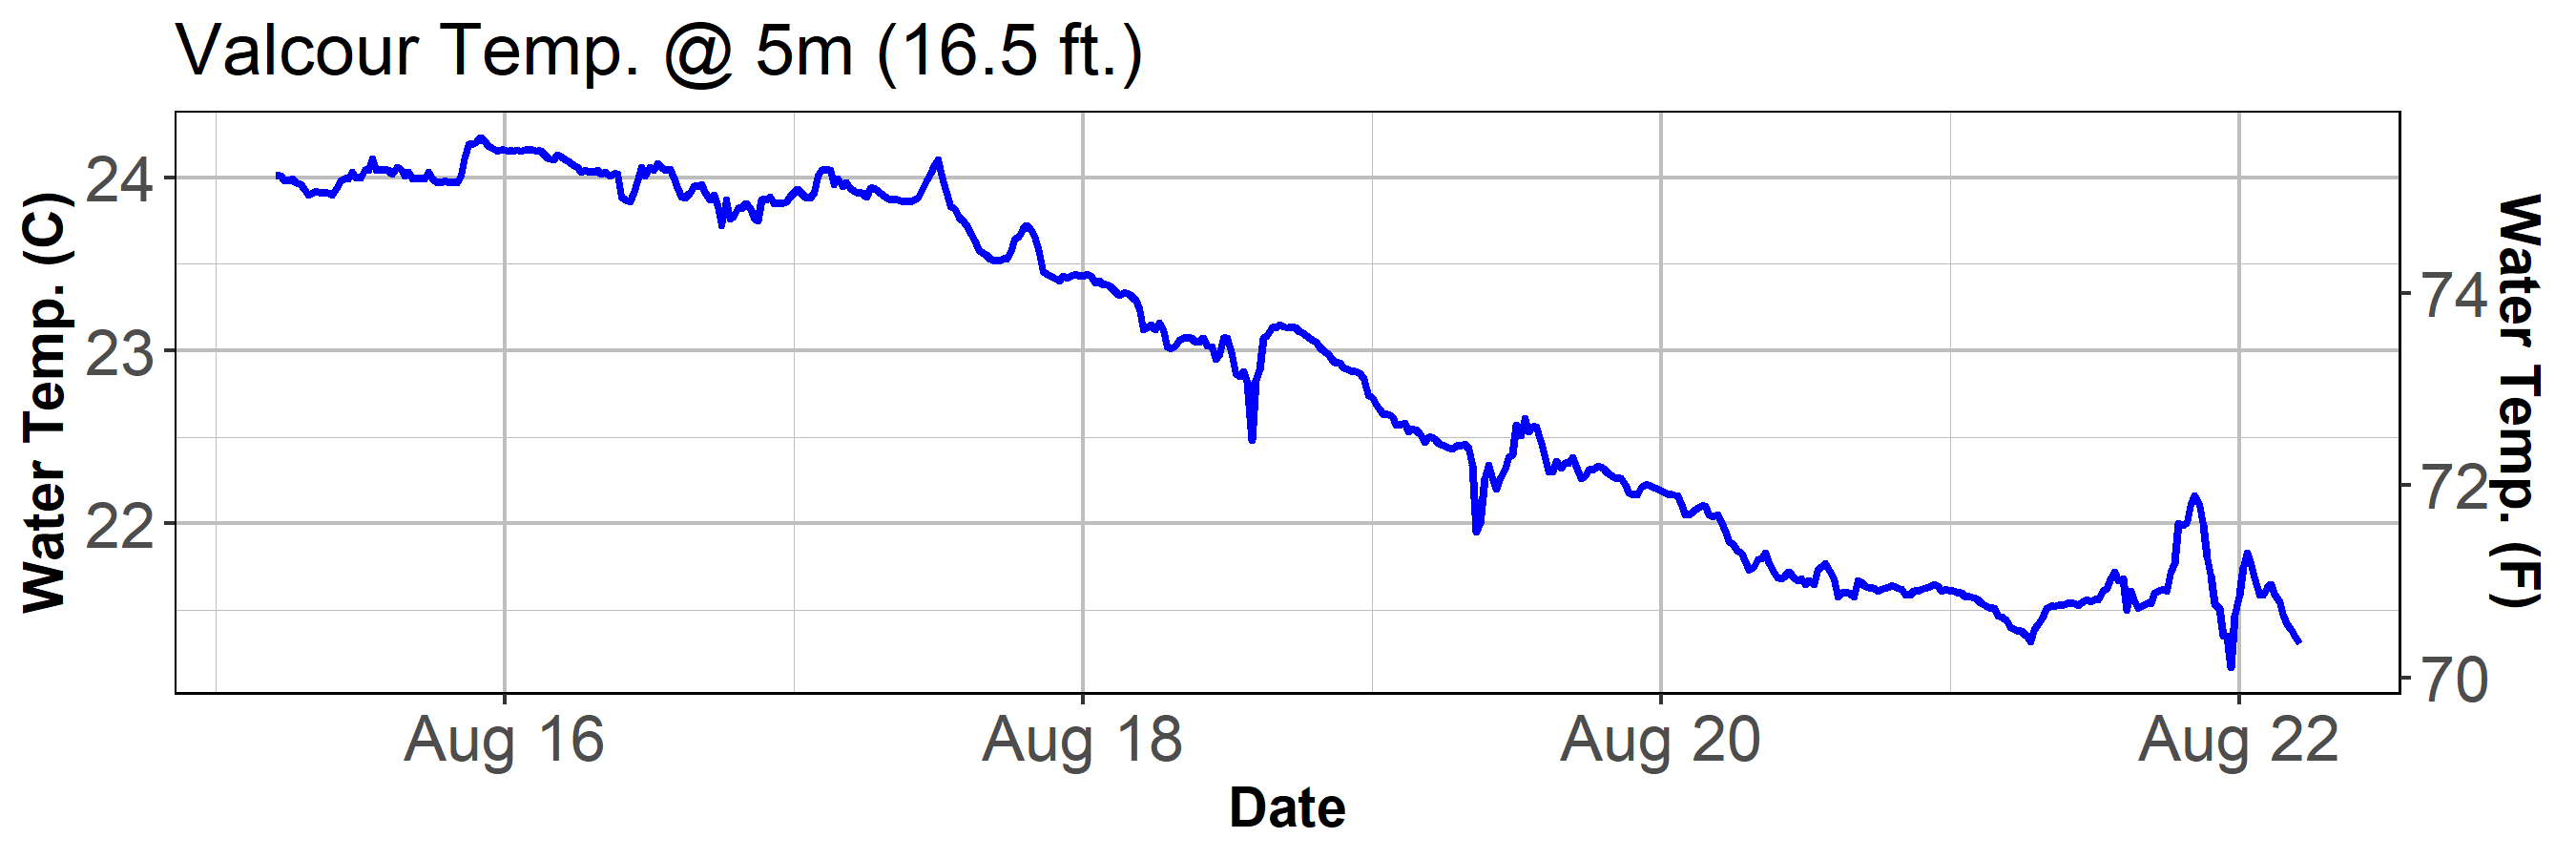 Valcour Temp. @ 5m (16.5 ft.)
Water Temp. (C)
24
23
22
74
72
70
Water Temp. (F)
Aug 16
Aug 18
Aug 20
Aug 22
Date